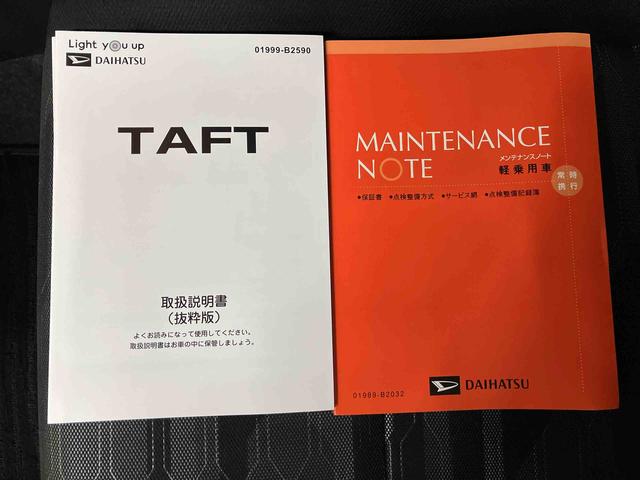 Light you up
DAIHATSU
01999-B2590
TAFT
取扱説明書
(抜粋版)
よくお読みになって使用してください。
取扱説明書はお車の中に保管しましょう。
MAINTENANCE
NOTE
メンテナンスノート
軽乗用車
常時
携行
●保証書 ●点検整備方式 ●サービス網 ●点検整備記録簿
01989-B2032
DAIHATSU